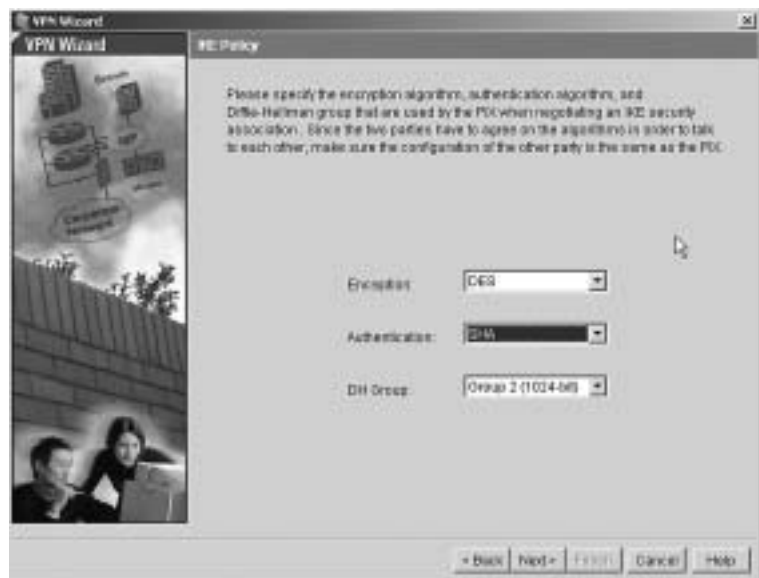 VPN Wizard
VPN Wizard
IKE Policy
Please specify the encryption algorithm, authentication algorithm, and
Diffie-Hellman group that are used by the PIX when negotiating an IKE security
association. Since the two parties have to agree on the algorithms in order to talk
to each other, make sure the configuration of the other party is the same as the PIX.
Encryption:
DES
Authentication:
SHA
DH Group:
Group 2 (1024-bit)
< Back
Next >
Finish
Cancel
Help